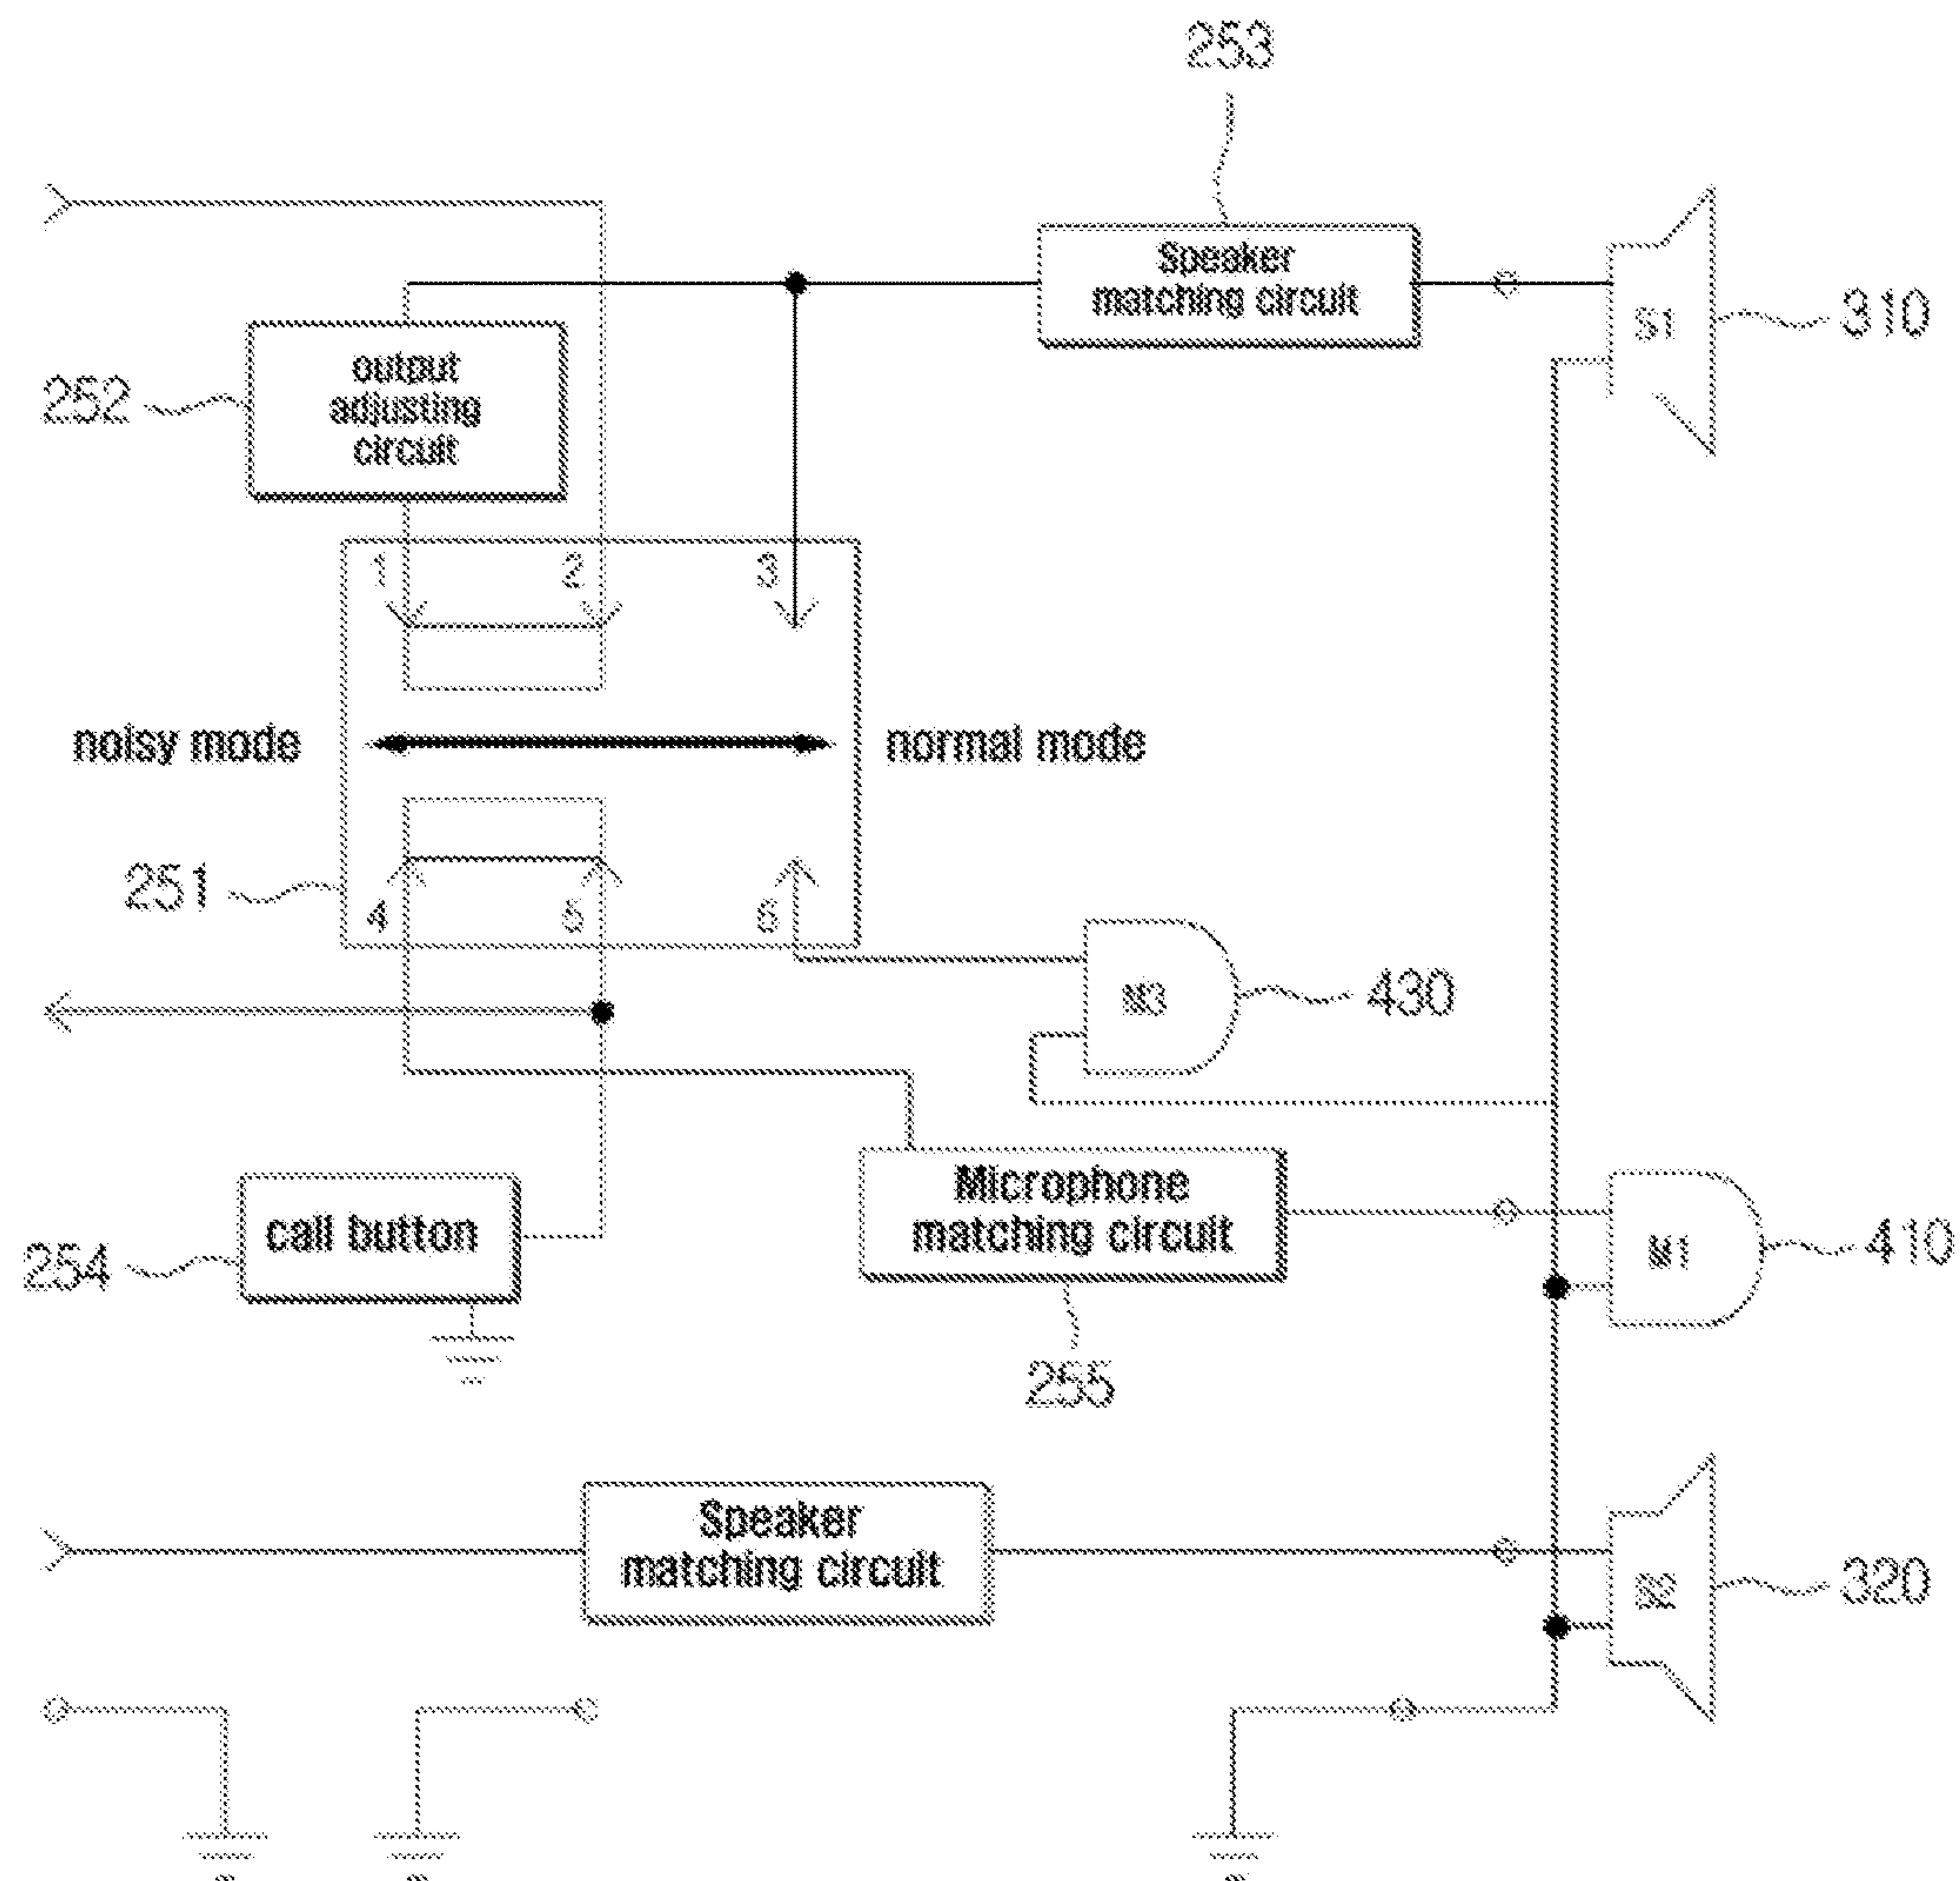 253
Speaker
matching circuit
S1
310
output
adjusting
circuit
252
1
2
3
noisy mode
normal mode
251
4
5
6
M3
430
Microphone
matching circuit
M1
410
call button
254
255
Speaker
matching circuit
S2
320